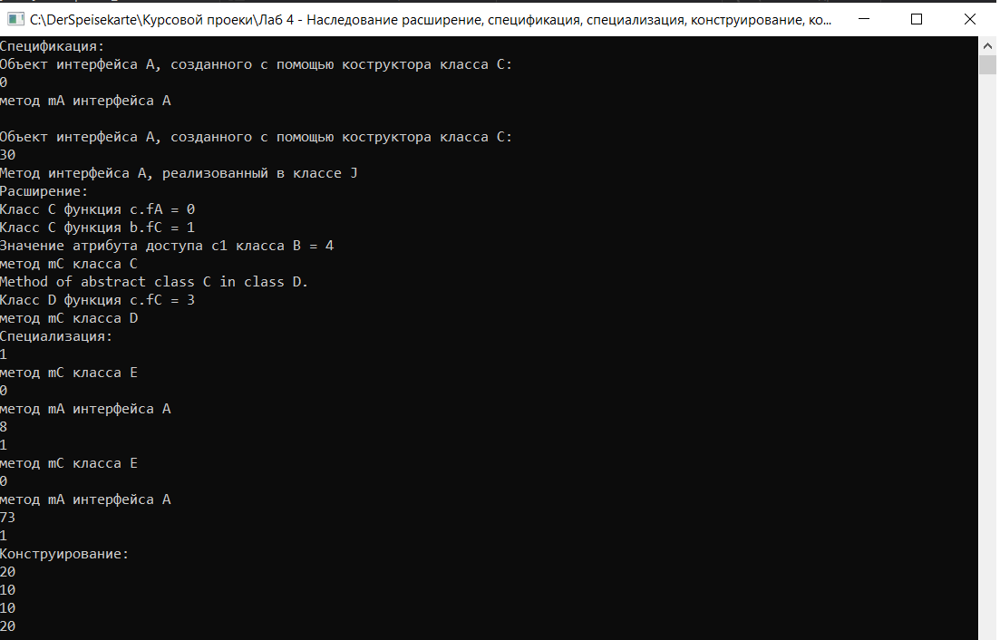 C:\DerSpeisekarte\Курсовой проеки\Лаб 4 - Наследование расширение, спецификация, специализация, конструирование, ко...
Спецификация:
Объект интерфейса A, созданного с помощью коструктора класса C:
0
метод mA интерфейса A
Объект интерфейса A, созданного с помощью коструктора класса C:
30
Метод интерфейса A, реализованный в классе J
Расширение:
Класс C функция c.fA = 0
Класс C функция b.fC = 1
Значение атрибута доступа c1 класса B = 4
метод mC класса C
Method of abstract class C in class D.
Класс D функция c.fC = 3
метод mC класса D
Специализация:
1
метод mC класса E
0
метод mA интерфейса A
8
1
метод mC класса E
0
метод mA интерфейса A
73
1
Конструирование:
20
10
10
20